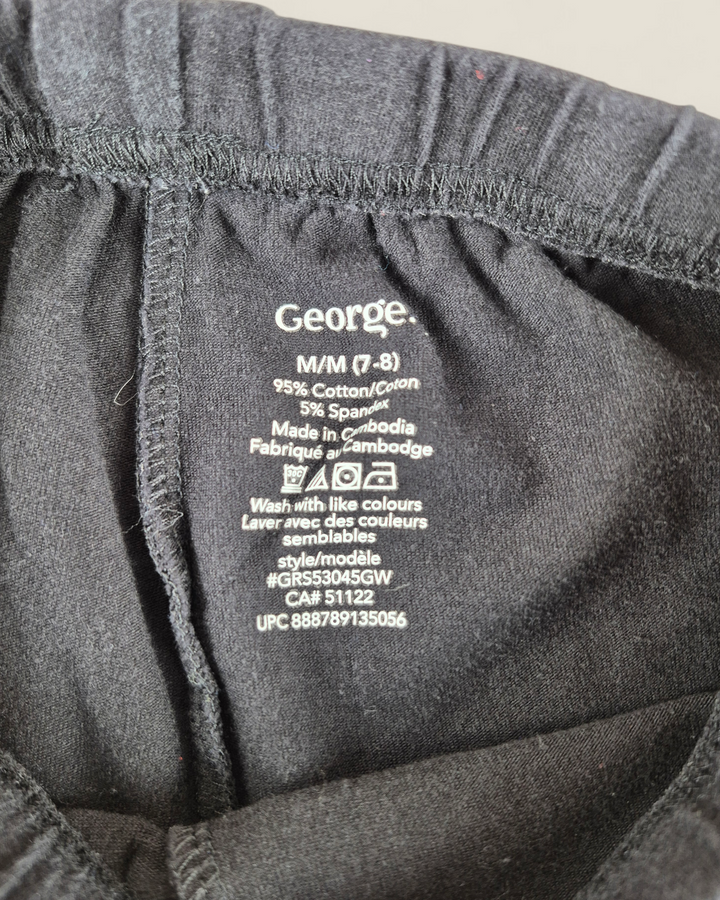 George.
M/M (7-8)
95% Cotton/Coton
5% Spandex
Made in Cambodia
Fabriqué au Cambodge
30C
Wash with like colours
Laver avec des couleurs
semblables
style/modèle
#GRS53045GW
CA# 51122
UPC 888789135056